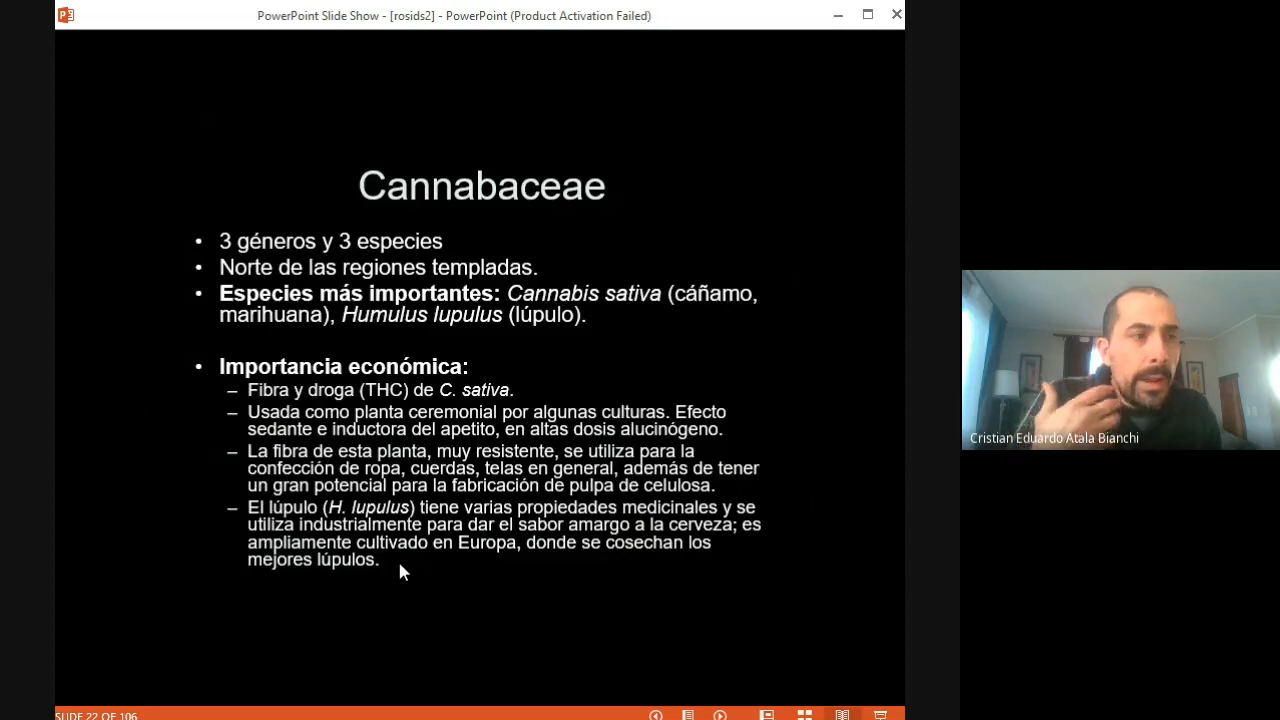 PowerPoint Slide Show - [rosids2] - PowerPoint (Product Activation Failed)
Cannabaceae
• 3 géneros y 3 especies
• Norte de las regiones templadas.
• Especies más importantes: Cannabis sativa (cáñamo,
marihuana), Humulus lupulus (lúpulo).
• Importancia económica:
– Fibra y droga (THC) de C. sativa.
– Usada como planta ceremonial por algunas culturas. Efecto
sedante e inductora del apetito, en altas dosis alucinógeno.
– La fibra de esta planta, muy resistente, se utiliza para la
confección de ropa, cuerdas, telas en general, además de tener
un gran potencial para la fabricación de pulpa de celulosa.
– El lúpulo (H. lupulus) tiene varias propiedades medicinales y se
utiliza industrialmente para dar el sabor amargo a la cerveza; es
ampliamente cultivado en Europa, donde se cosechan los
mejores lúpulos.
Cristian Eduardo Atala Bianchi
SLIDE 22 OF 106